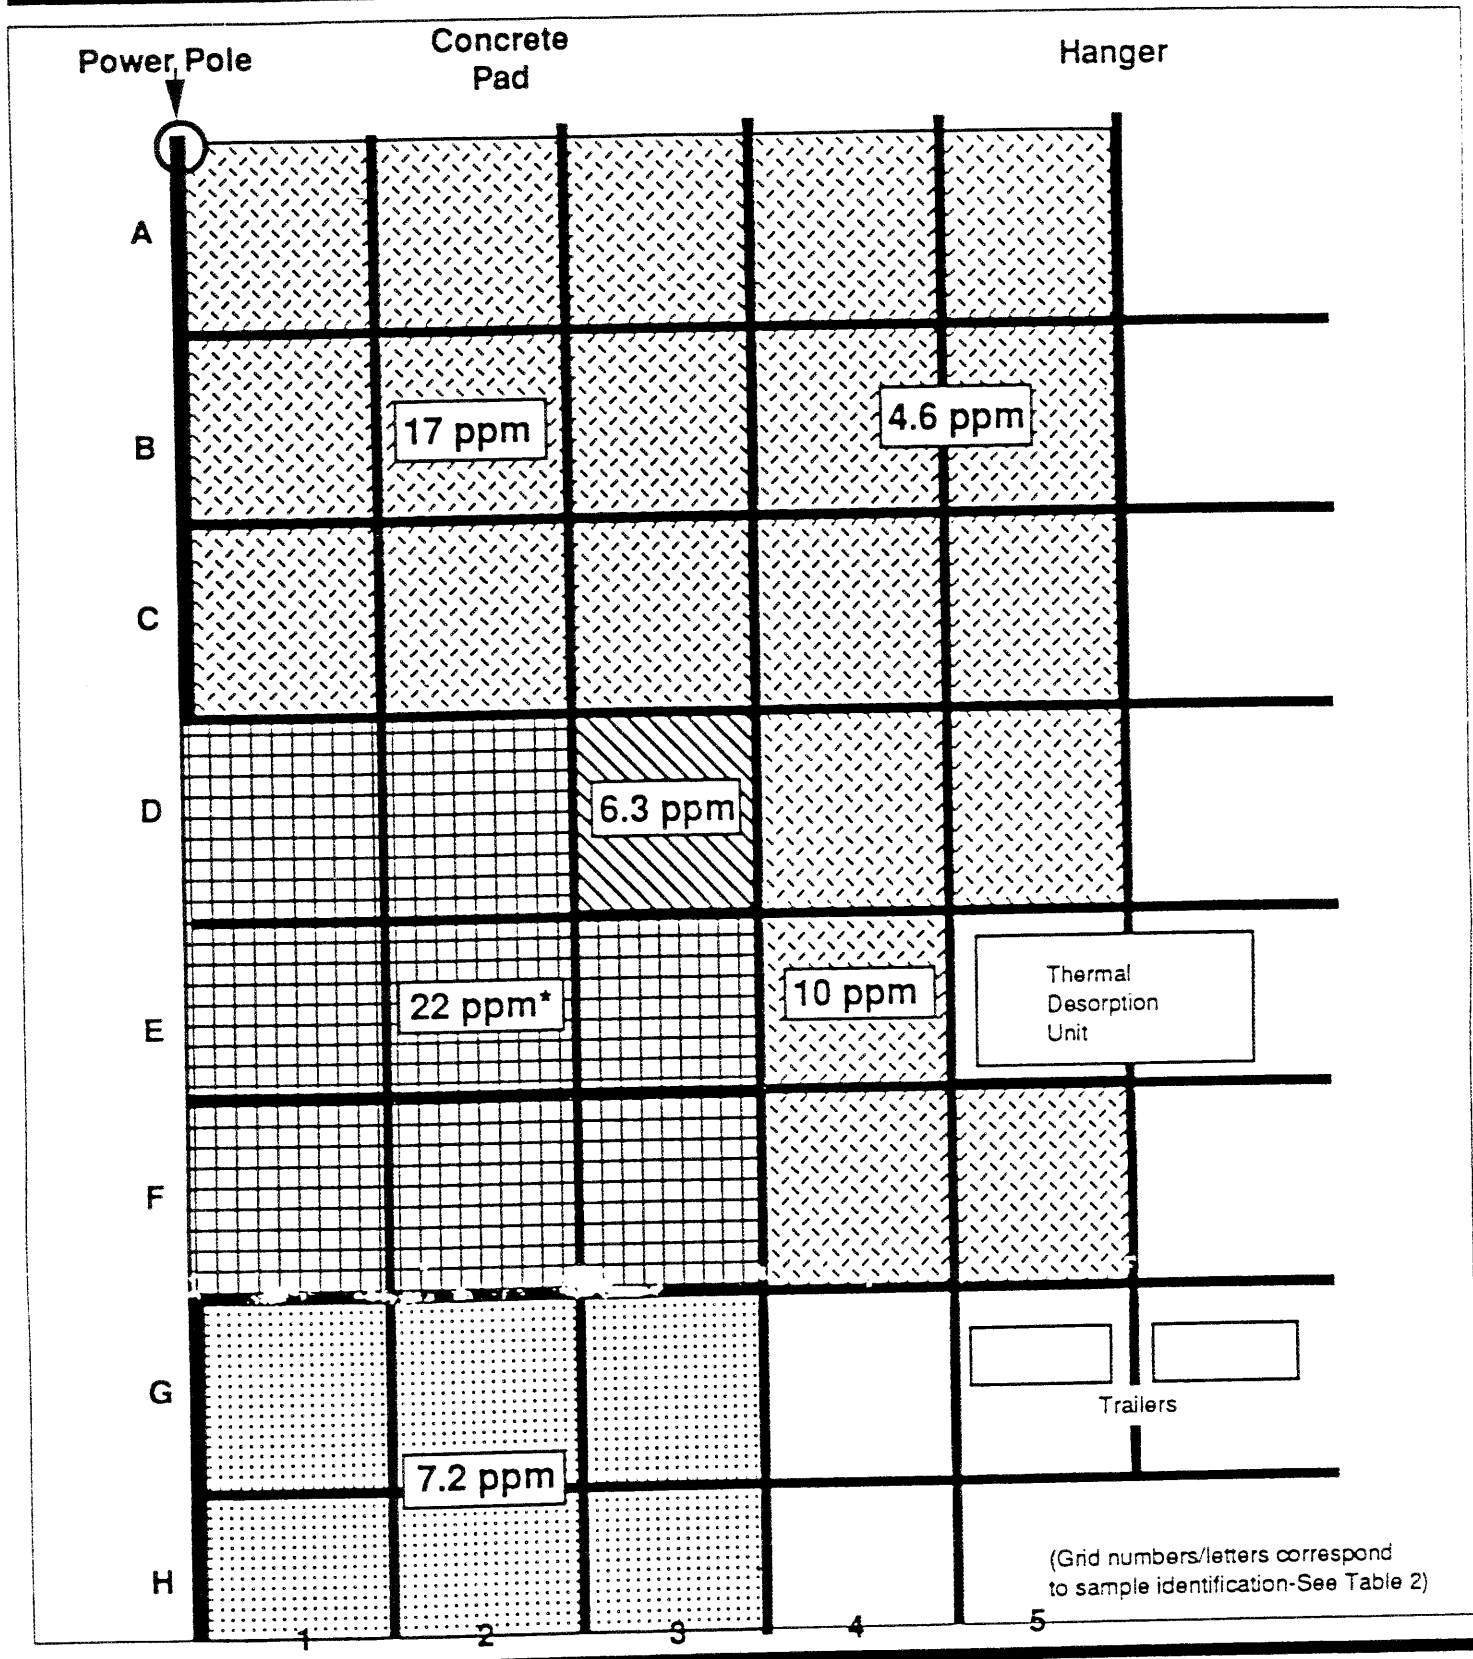 Power Pole
Concrete
Pad
Hanger
A
B
17 ppm
4.6 ppm
C
D
6.3 ppm
E
22 ppm*
10 ppm
Thermal
Desorption
Unit
F
G
Trailers
7.2 ppm
H
(Grid numbers/letters correspond
to sample identification-See Table 2)
1 2 3 4 5